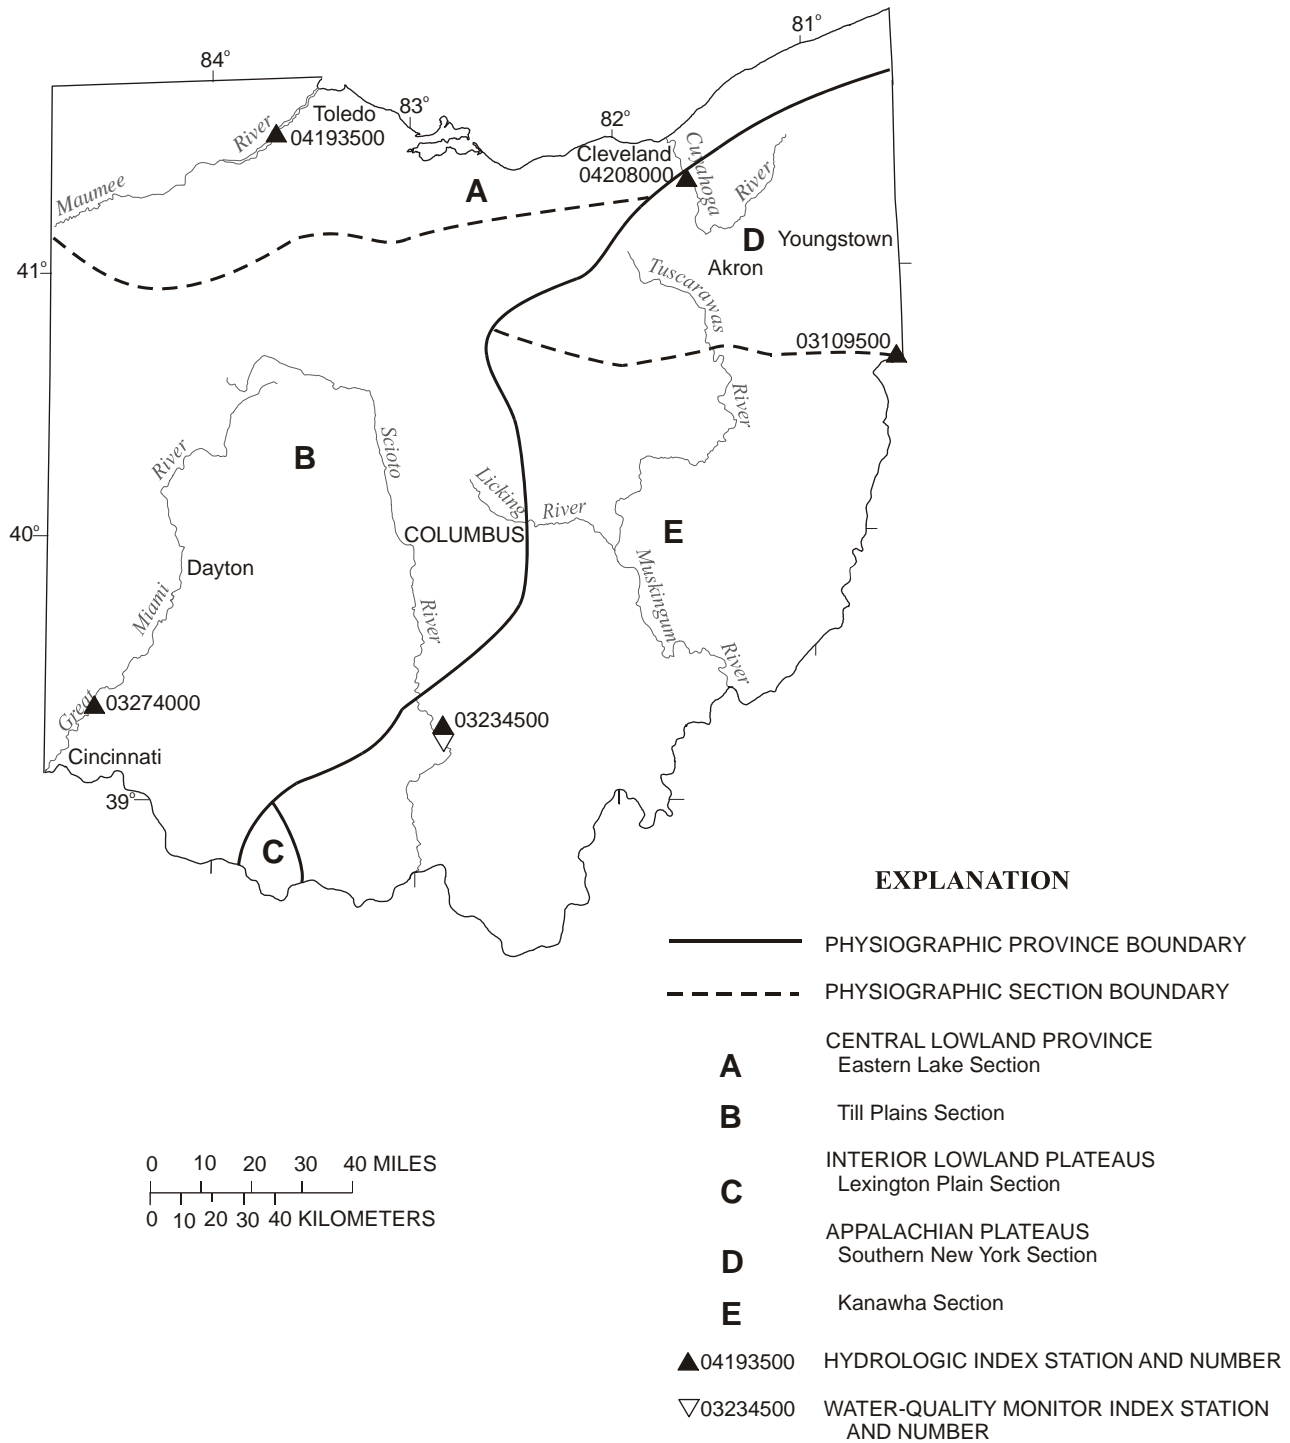 81°
84°
83°
82°
Toledo
04193500
River
Maumee
Cleveland
04208000
Cuyahoga
River
A
D
Youngstown
Akron
41°
Tuscarawas
River
03109500
B
River
Scioto
Licking
River
E
40°
COLUMBUS
Dayton
Miami
River
Muskingum
River
Great
03274000
03234500
Cincinnati
39°
C
EXPLANATION
PHYSIOGRAPHIC PROVINCE BOUNDARY
PHYSIOGRAPHIC SECTION BOUNDARY
CENTRAL LOWLAND PROVINCE
A Eastern Lake Section
B Till Plains Section
INTERIOR LOWLAND PLATEAUS
C Lexington Plain Section
APPALACHIAN PLATEAUS
D Southern New York Section
E Kanawha Section
04193500 HYDROLOGIC INDEX STATION AND NUMBER
03234500 WATER-QUALITY MONITOR INDEX STATION
AND NUMBER
0 10 20 30 40 MILES
0 10 20 30 40 KILOMETERS